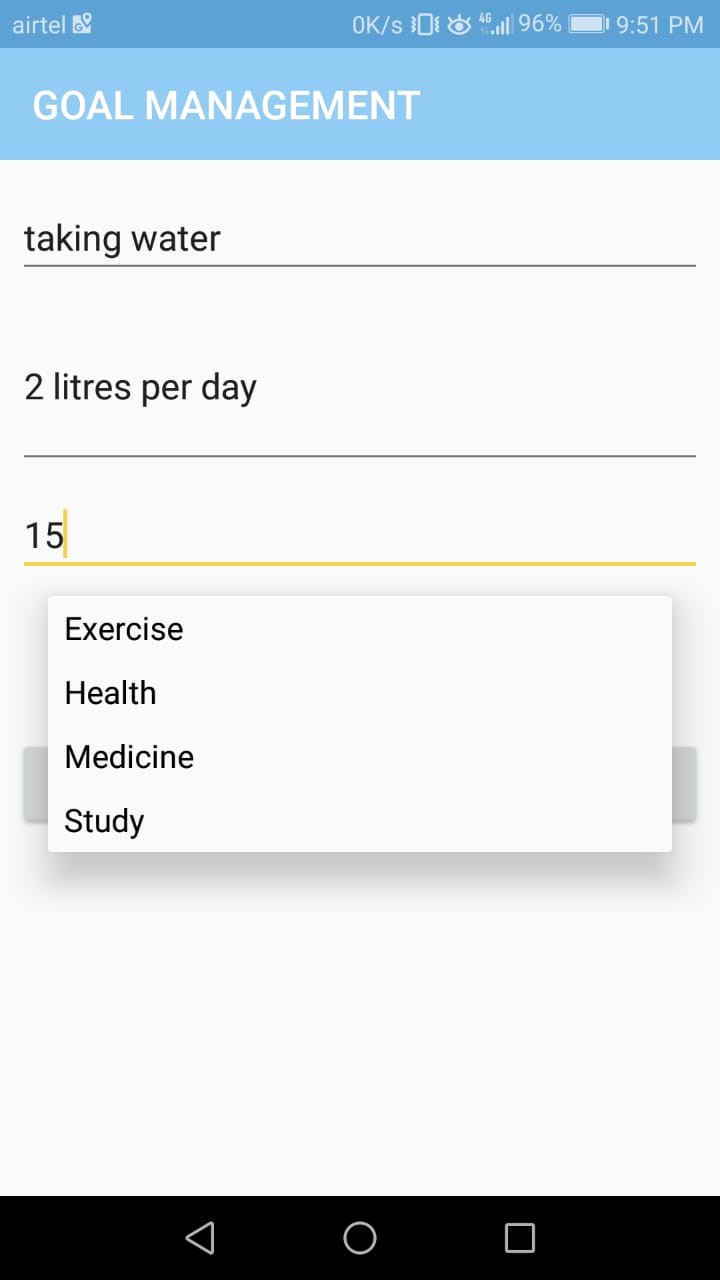 airtel 0K/s 4G 96% 9:51 PM
GOAL MANAGEMENT
taking water
2 litres per day
15
Exercise
Health
Medicine
Study